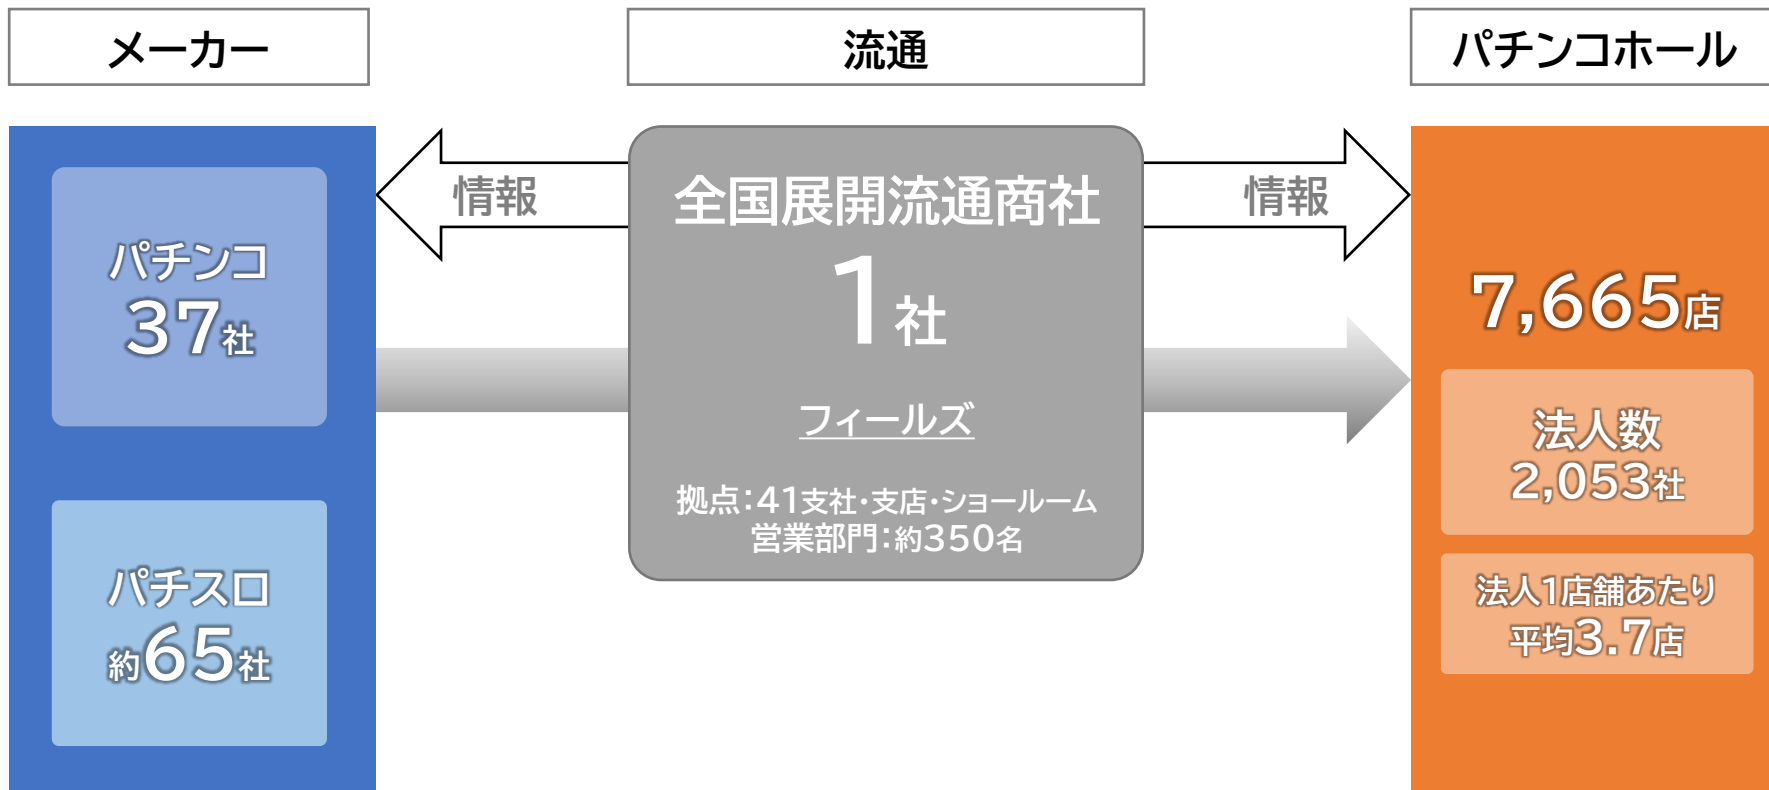 メーカー
流通
パチンコホール
パチンコ
37社
パチスロ
約65社
情報
全国展開流通商社
1社
フィールズ
拠点：41支社・支店・ショールーム
営業部門：約350名
情報
7,665店
法人数
2,053社
法人1店舗あたり
平均3.7店